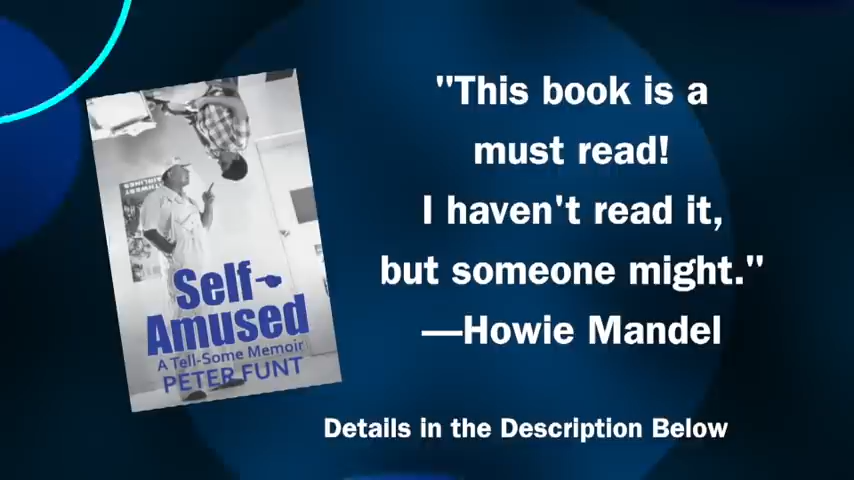 "This book is a
must read!
I haven't read it,
but someone might."
—Howie Mandel
Self-
Amused
A Tell-Some Memoir
PETER FUNT
Details in the Description Below